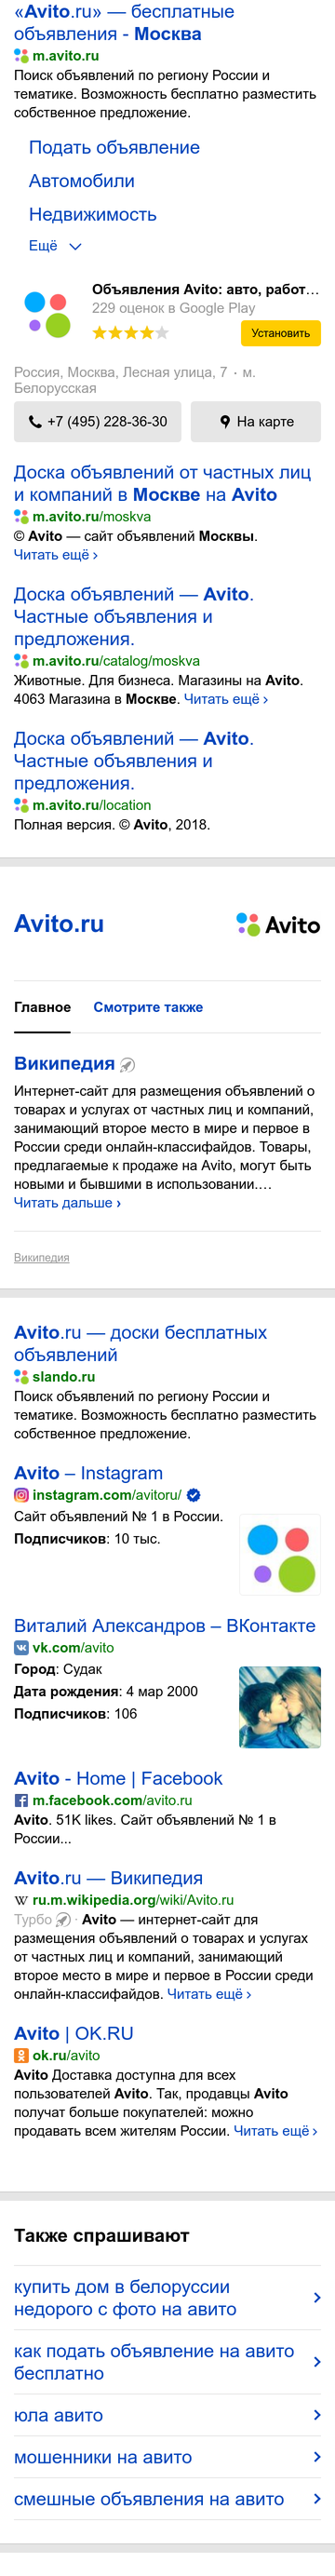 «Avito.ru» — бесплатные
объявления - Москва
m.avito.ru
Поиск объявлений по региону России и
тематике. Возможность бесплатно разместить
собственное предложение.
Подать объявление
Автомобили
Недвижимость
Ещё
Объявления Avito: авто, работ...
229 оценок в Google Play
Установить
Россия, Москва, Лесная улица, 7 · м.
Белорусская
+7 (495) 228-36-30
На карте
Доска объявлений от частных лиц
и компаний в Москве на Avito
m.avito.ru/moskva
© Avito — сайт объявлений Москвы.
Читать ещё ›
Доска объявлений — Avito.
Частные объявления и
предложения.
m.avito.ru/catalog/moskva
Животные. Для бизнеса. Магазины на Avito.
4063 Магазина в Москве. Читать ещё ›
Доска объявлений — Avito.
Частные объявления и
предложения.
m.avito.ru/location
Полная версия. © Avito, 2018.
Avito.ru
Avito
Главное Смотрите также
Википедия
Интернет-сайт для размещения объявлений о
товарах и услугах от частных лиц и компаний,
занимающий второе место в мире и первое в
России среди онлайн-классифайдов. Товары,
предлагаемые к продаже на Avito, могут быть
новыми и бывшими в использовании.…
Читать дальше ›
Википедия
Avito.ru — доски бесплатных
объявлений
slando.ru
Поиск объявлений по региону России и
тематике. Возможность бесплатно разместить
собственное предложение.
Avito – Instagram
instagram.com/avitoru/
Сайт объявлений № 1 в России.
Подписчиков: 10 тыс.
Виталий Александров – ВКонтакте
vk.com/avito
Город: Судак
Дата рождения: 4 мар 2000
Подписчиков: 106
Avito - Home | Facebook
m.facebook.com/avito.ru
Avito. 51K likes. Сайт объявлений № 1 в
России...
Avito.ru — Википедия
W ru.m.wikipedia.org/wiki/Avito.ru
Турбо · Avito — интернет-сайт для
размещения объявлений о товарах и услугах
от частных лиц и компаний, занимающий
второе место в мире и первое в России среди
онлайн-классифайдов. Читать ещё ›
Avito | OK.RU
ok.ru/avito
Avito Доставка доступна для всех
пользователей Avito. Так, продавцы Avito
получат больше покупателей: можно
продавать всем жителям России. Читать ещё ›
Также спрашивают
купить дом в белоруссии
недорого с фото на авито
как подать объявление на авито
бесплатно
юла авито
мошенники на авито
смешные объявления на авито